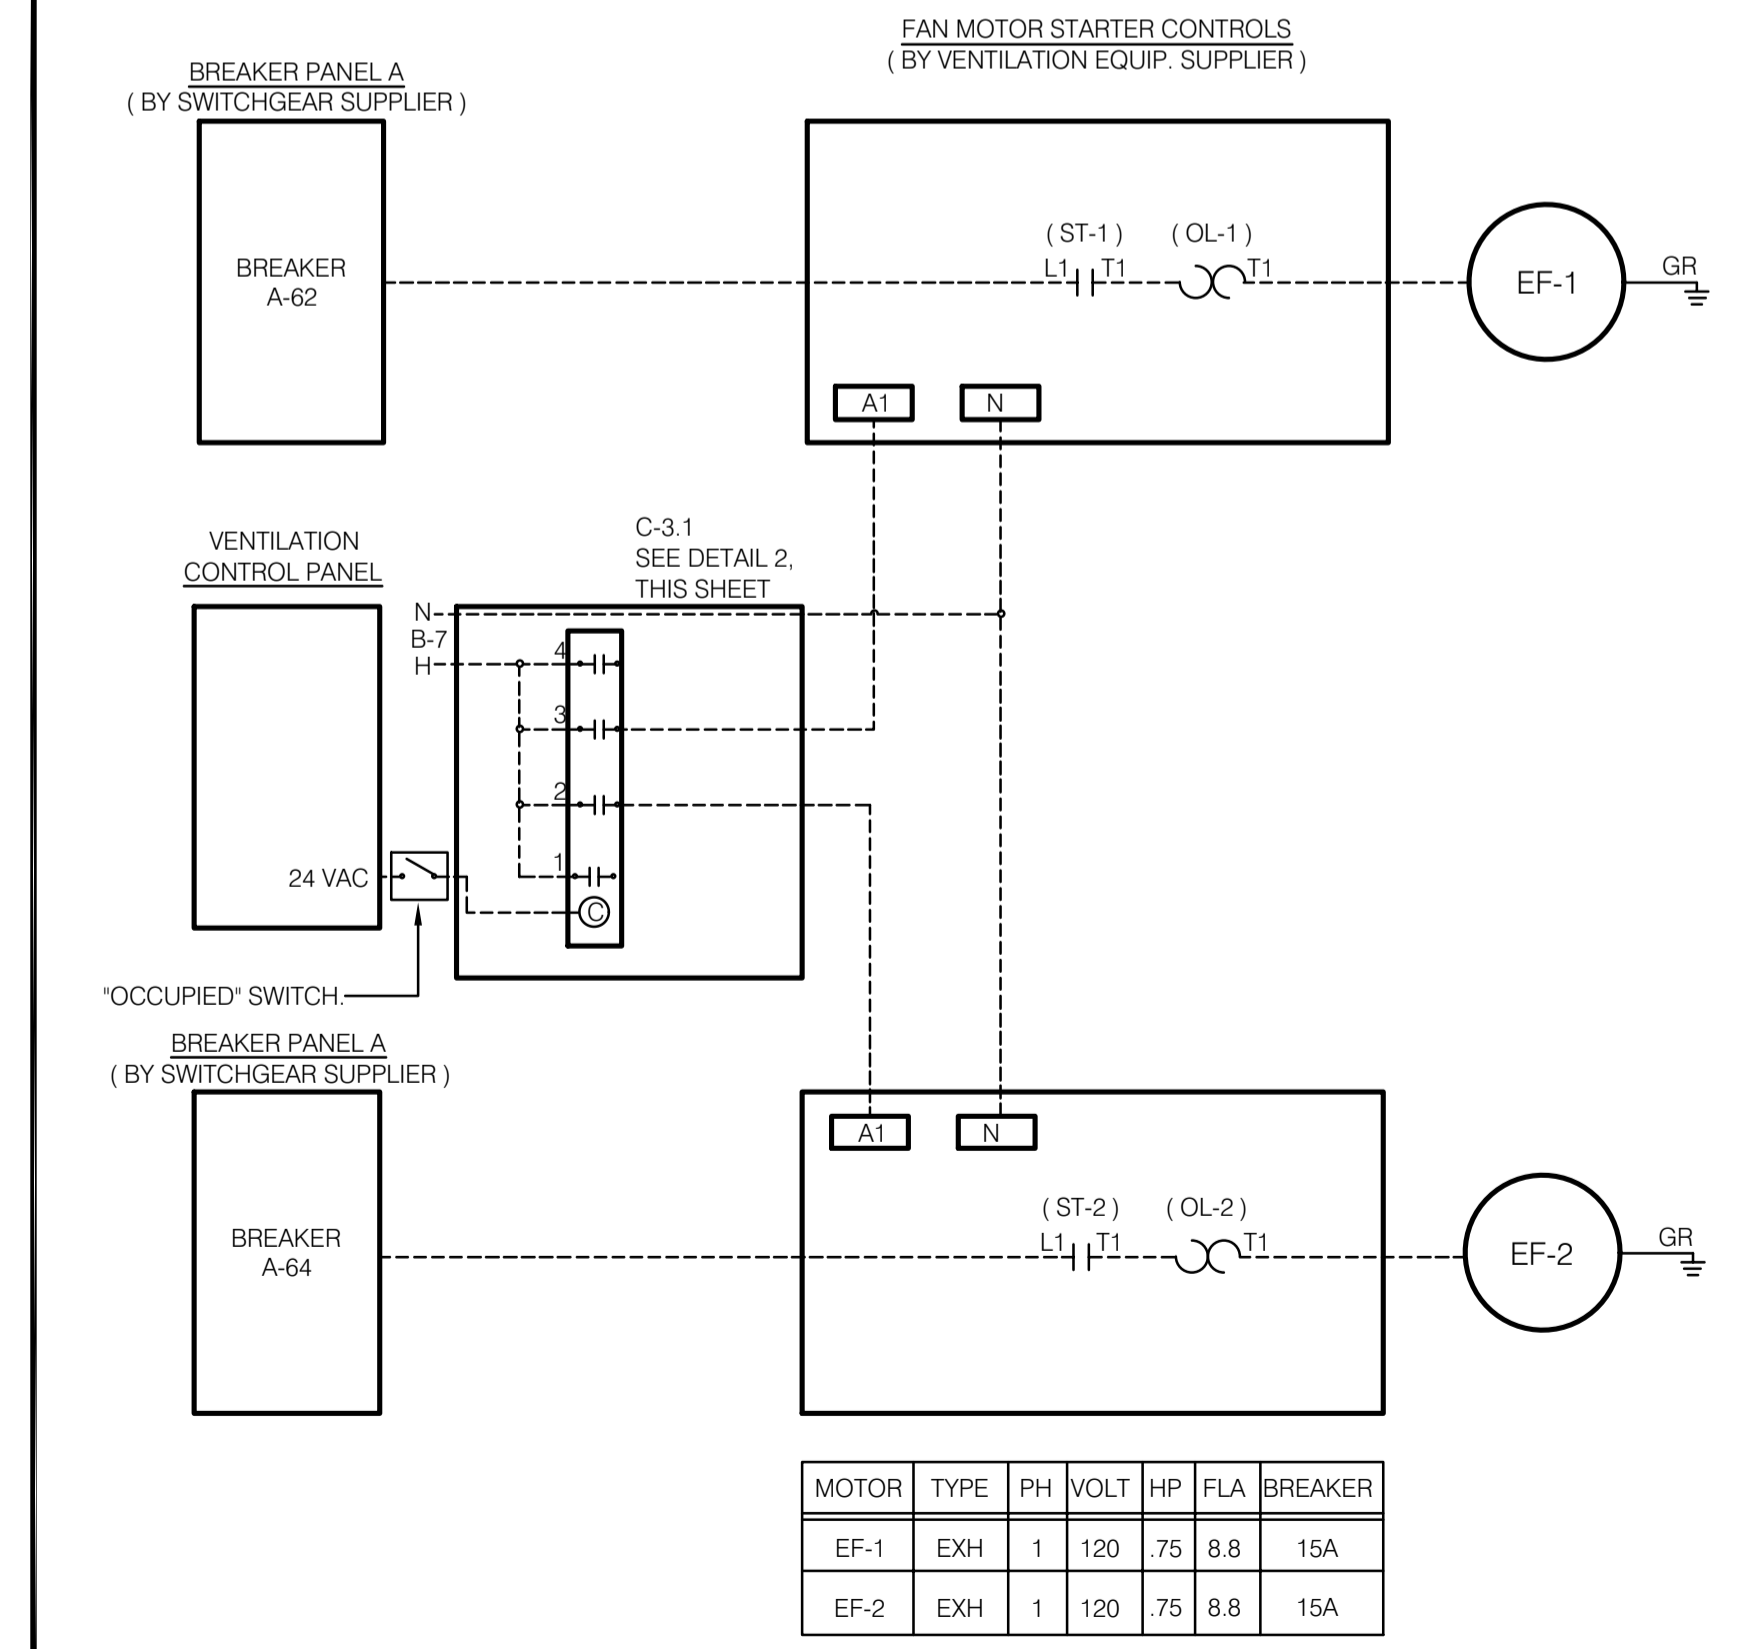 FAN MOTOR STARTER CONTROLS
( BY VENTILATION EQUIP. SUPPLIER )
BREAKER PANEL A
( BY SWITCHGEAR SUPPLIER )
BREAKER
A-62
( ST-1 )
( OL-1 )
L1
T1
T1
EF-1
GR
A1
N
VENTILATION
CONTROL PANEL
C-3.1
SEE DETAIL 2,
THIS SHEET
N
B-7
H
4
3
2
1
C
24 VAC
"OCCUPIED" SWITCH.
BREAKER PANEL A
( BY SWITCHGEAR SUPPLIER )
BREAKER
A-64
A1
N
( ST-2 )
( OL-2 )
L1
T1
T1
EF-2
GR
MOTOR TYPE PH VOLT HP FLA BREAKER
EF-1 EXH 1 120 .75 8.8 15A
EF-2 EXH 1 120 .75 8.8 15A